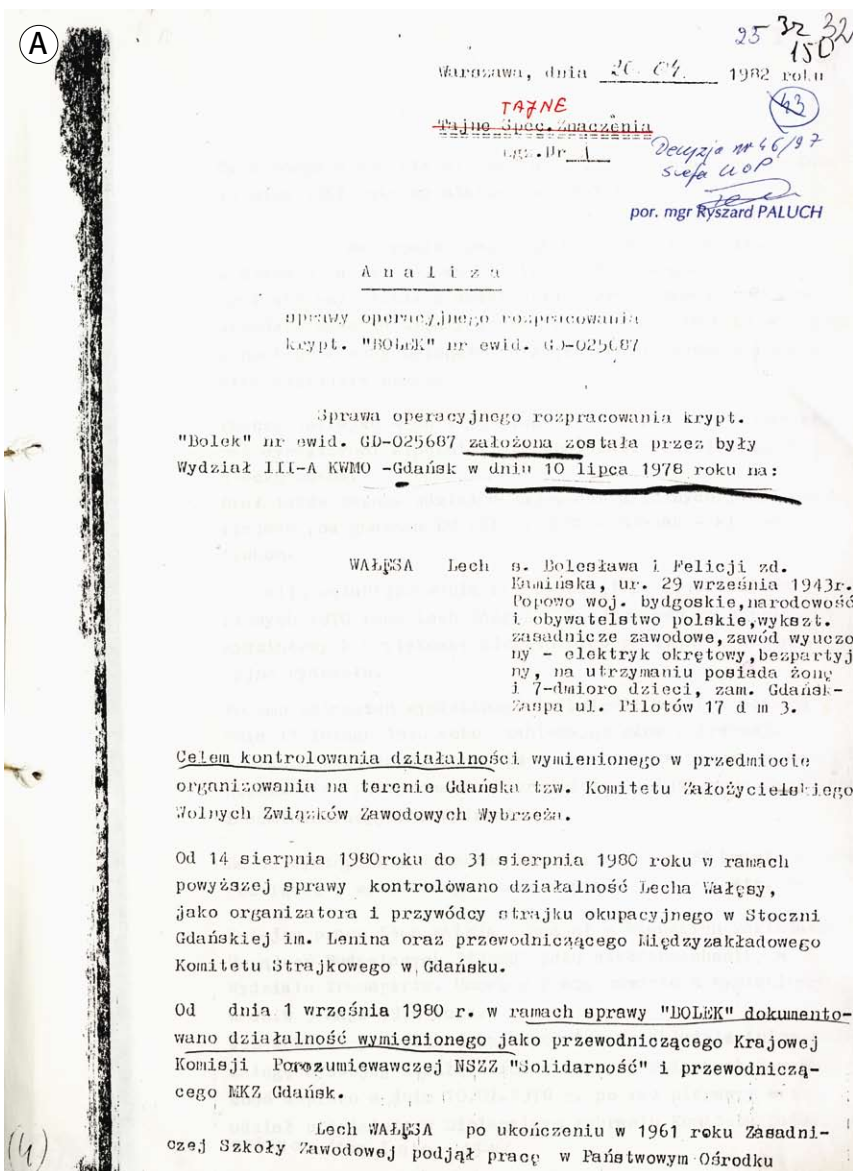 A
25 32 32
150
Warszawa, dnia 20.04. 1982 roku
TAJNE
Tajne Spec.Znaczenia
egz.Nr 1
43
Decyzja nr 46/97
szefa UOP
por. mgr Ryszard PALUCH
A n a l i z a
sprawy operacyjnego rozpracowania
krypt. "BOLEK" nr ewid. GD-025687
Sprawa operacyjnego rozpracowania krypt.
"Bolek" nr ewid. GD-025687 założona została przez były
Wydział III-A KWMO -Gdańsk w dniu 10 lipca 1978 roku na:
WAŁĘSA Lech s. Bolesława i Felicji zd.
Kamińska, ur. 29 września 1943r.
Popowo woj. bydgoskie,narodowość
i obywatelstwo polskie,wykszt.
zasadnicze zawodowe,zawód wyuczo
ny - elektryk okrętowy,bezpartyj
ny, na utrzymaniu posiada żonę
i 7-dmioro dzieci, zam. Gdańsk-
Zaspa ul. Pilotów 17 d m 3.
Celem kontrolowania działalności wymienionego w przedmiocie
organizowania na terenie Gdańska tzw. Komitetu Założycielskiego
Wolnych Związków Zawodowych Wybrzeża.
Od 14 sierpnia 1980roku do 31 sierpnia 1980 roku w ramach
powyższej sprawy kontrolowano działalność Lecha Wałęsy,
jako organizatora i przywódcy strajku okupacyjnego w Stoczni
Gdańskiej im. Lenina oraz przewodniczącego Międzyzakładowego
Komitetu Strajkowego w Gdańsku.
Od dnia 1 września 1980 r. w ramach sprawy "BOLEK" dokumento-
wano działalność wymienionego jako przewodniczącego Krajowej
Komisji Porozumiewawczej NSZZ "Solidarność" i przewodniczą-
cego MKZ Gdańsk.
Lech WAŁĘSA po ukończeniu w 1961 roku Zasadni-
czej Szkoły Zawodowej podjął pracę w Państwowym Ośrodku
(4)